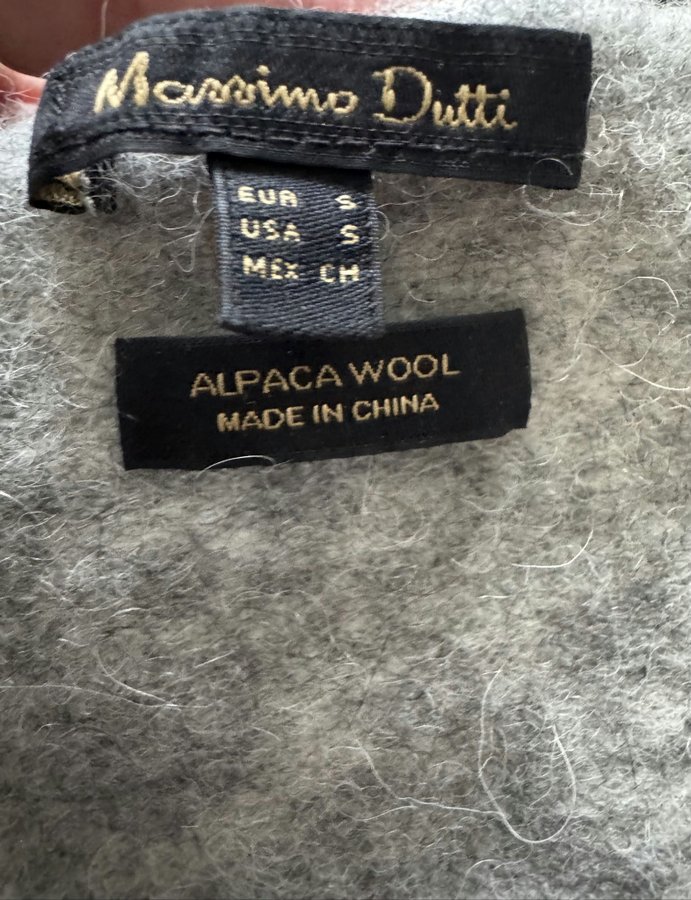 Massimo Dutti
EUR S
USA S
MEX CH
ALPACA WOOL
MADE IN CHINA